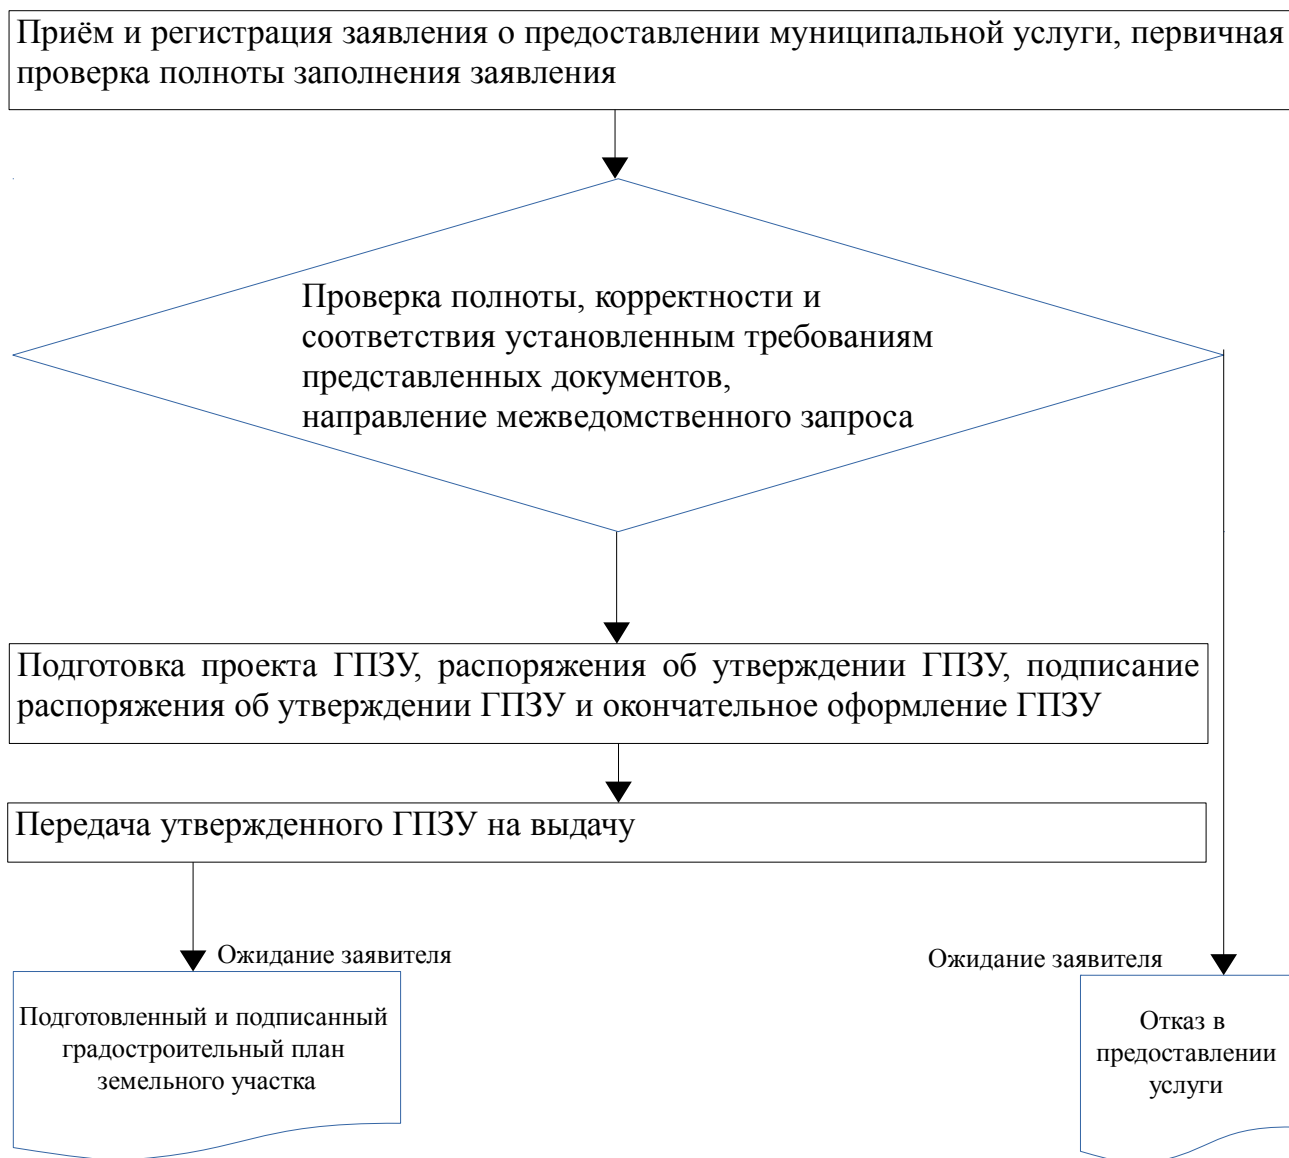 Приём и регистрация заявления о предоставлении муниципальной услуги, первичная
проверка полноты заполнения заявления
Проверка полноты, корректности и
соответствия установленным требованиям
представленных документов,
направление межведомственного запроса
Подготовка проекта ГПЗУ, распоряжения об утверждении ГПЗУ, подписание
распоряжения об утверждении ГПЗУ и окончательное оформление ГПЗУ
Передача утвержденного ГПЗУ на выдачу
Ожидание заявителя
Ожидание заявителя
Подготовленный и подписанный
градостроительный план
земельного участка
Отказ в
предоставлении
услуги